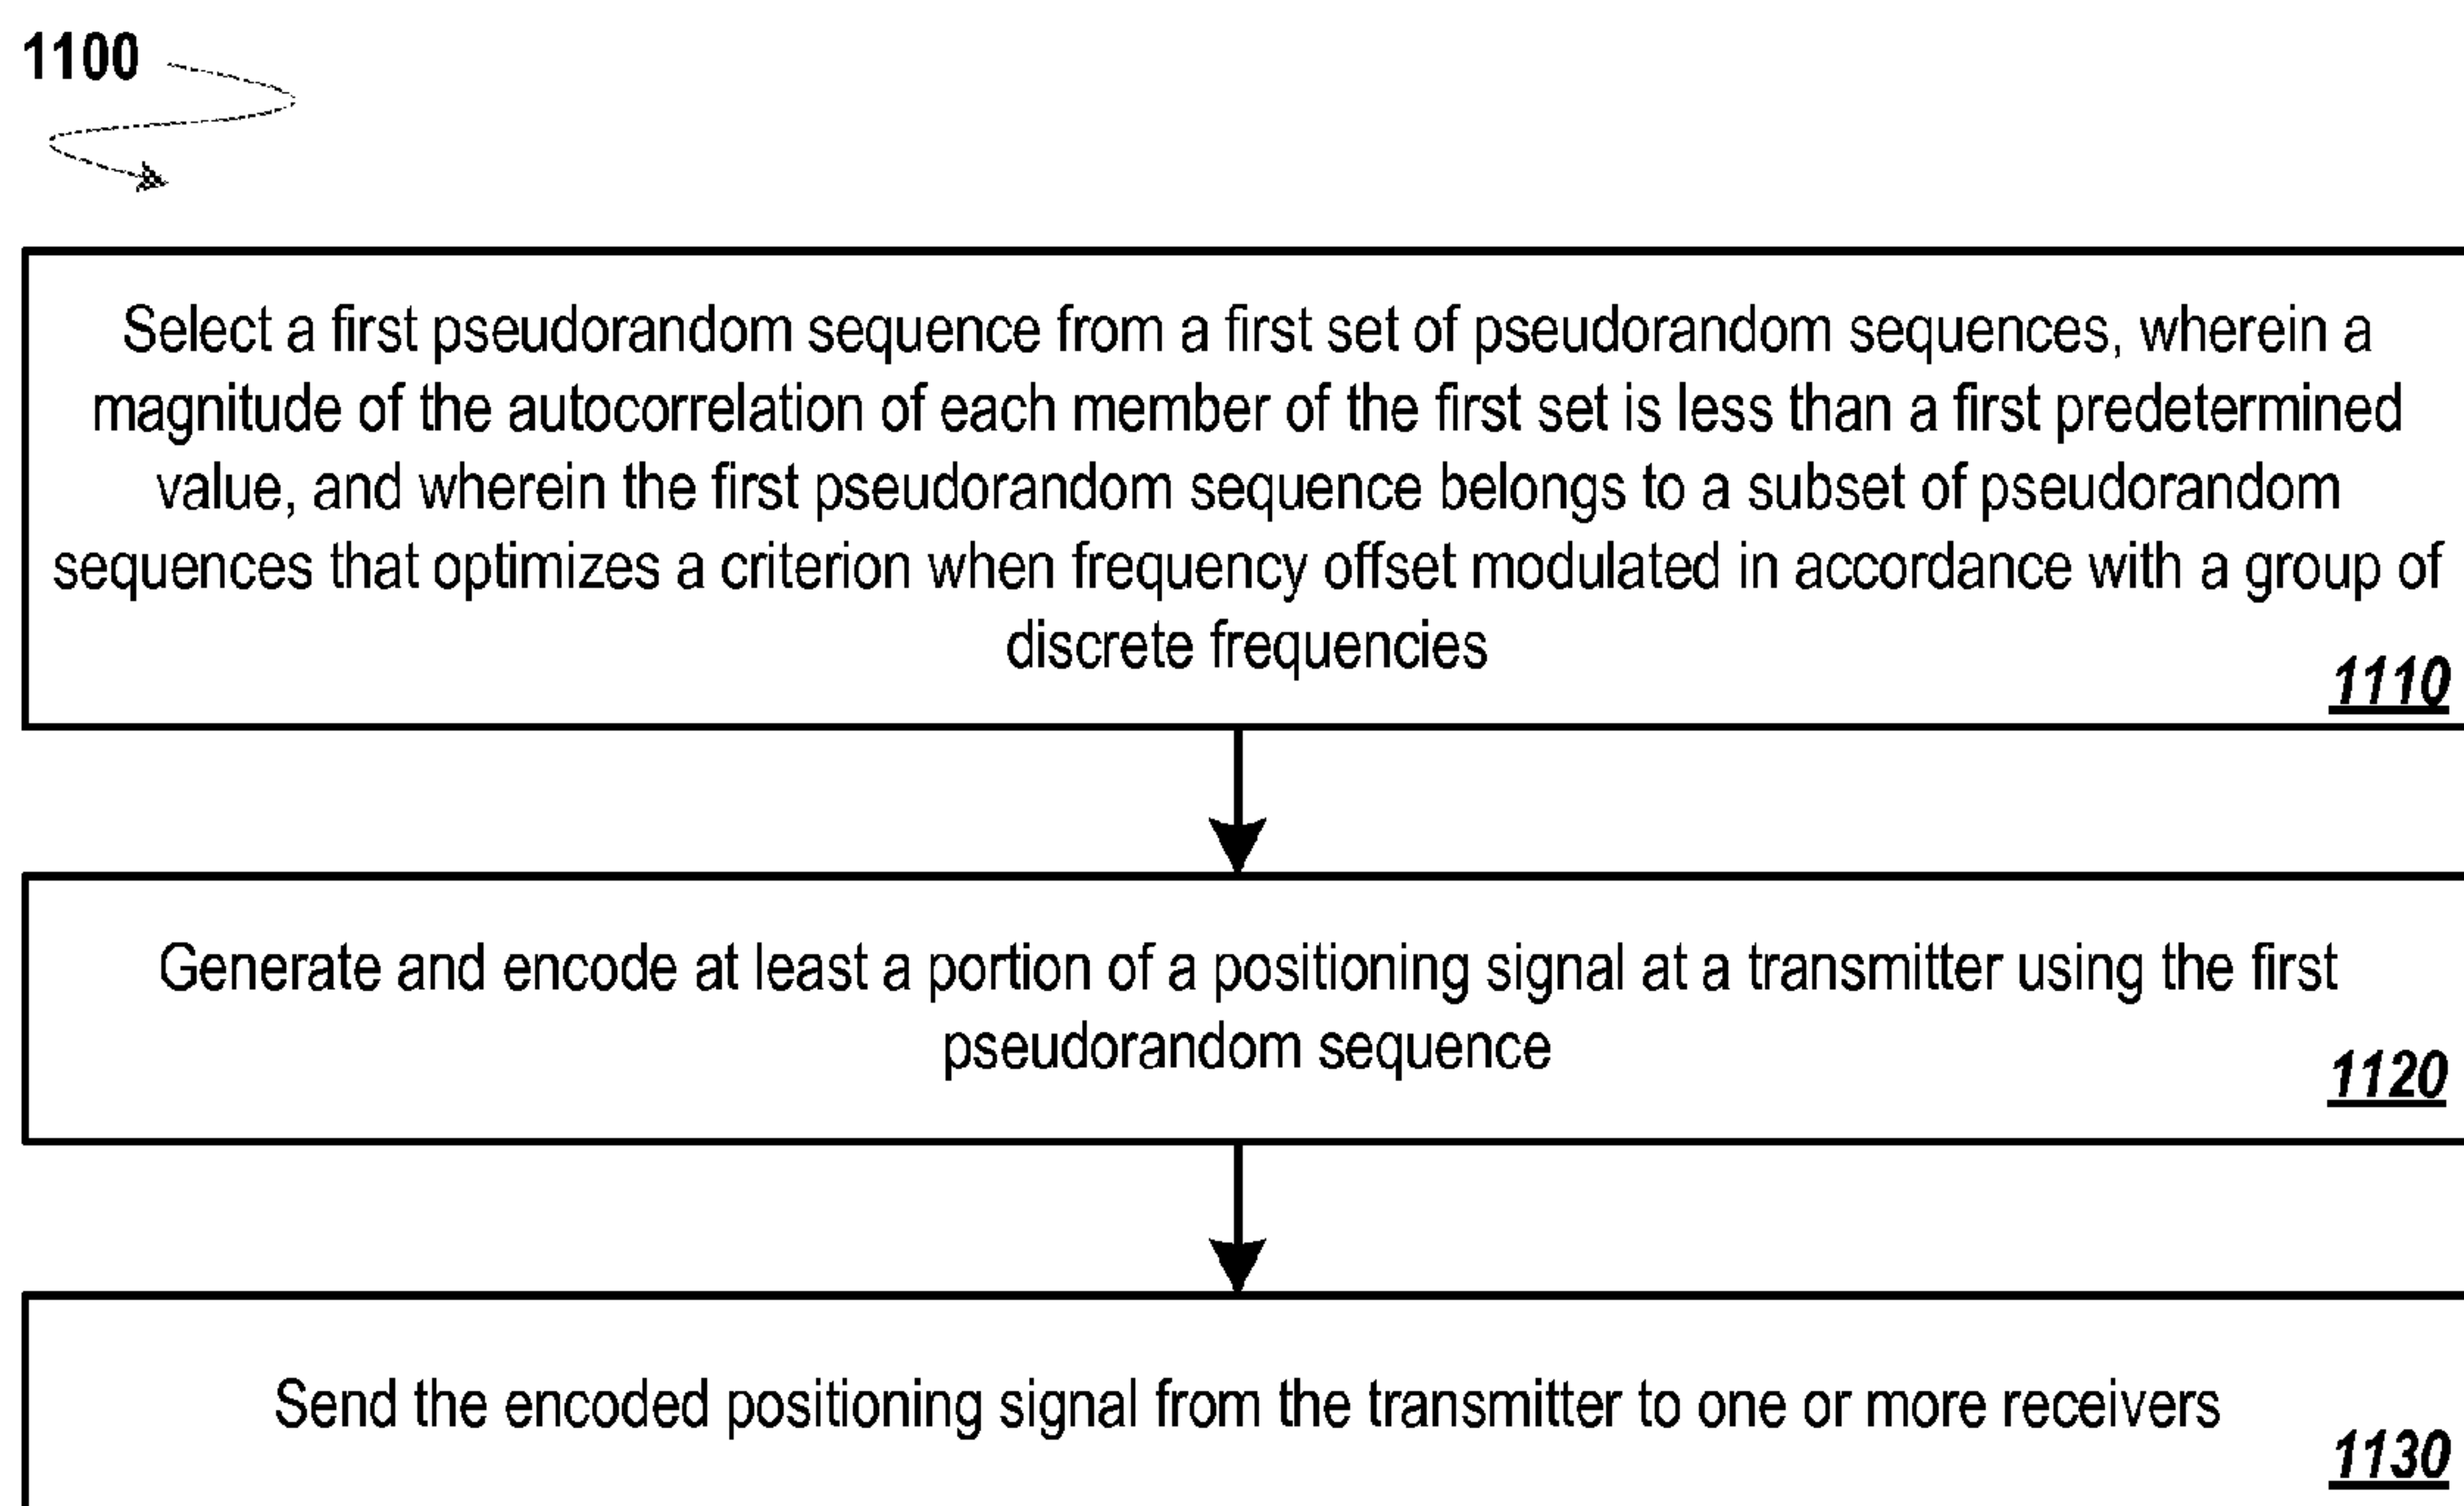 1100
Select a first pseudorandom sequence from a first set of pseudorandom sequences, wherein a
magnitude of the autocorrelation of each member of the first set is less than a first predetermined
value, and wherein the first pseudorandom sequence belongs to a subset of pseudorandom
sequences that optimizes a criterion when frequency offset modulated in accordance with a group of
discrete frequencies
1110
Generate and encode at least a portion of a positioning signal at a transmitter using the first
pseudorandom sequence
1120
Send the encoded positioning signal from the transmitter to one or more receivers
1130